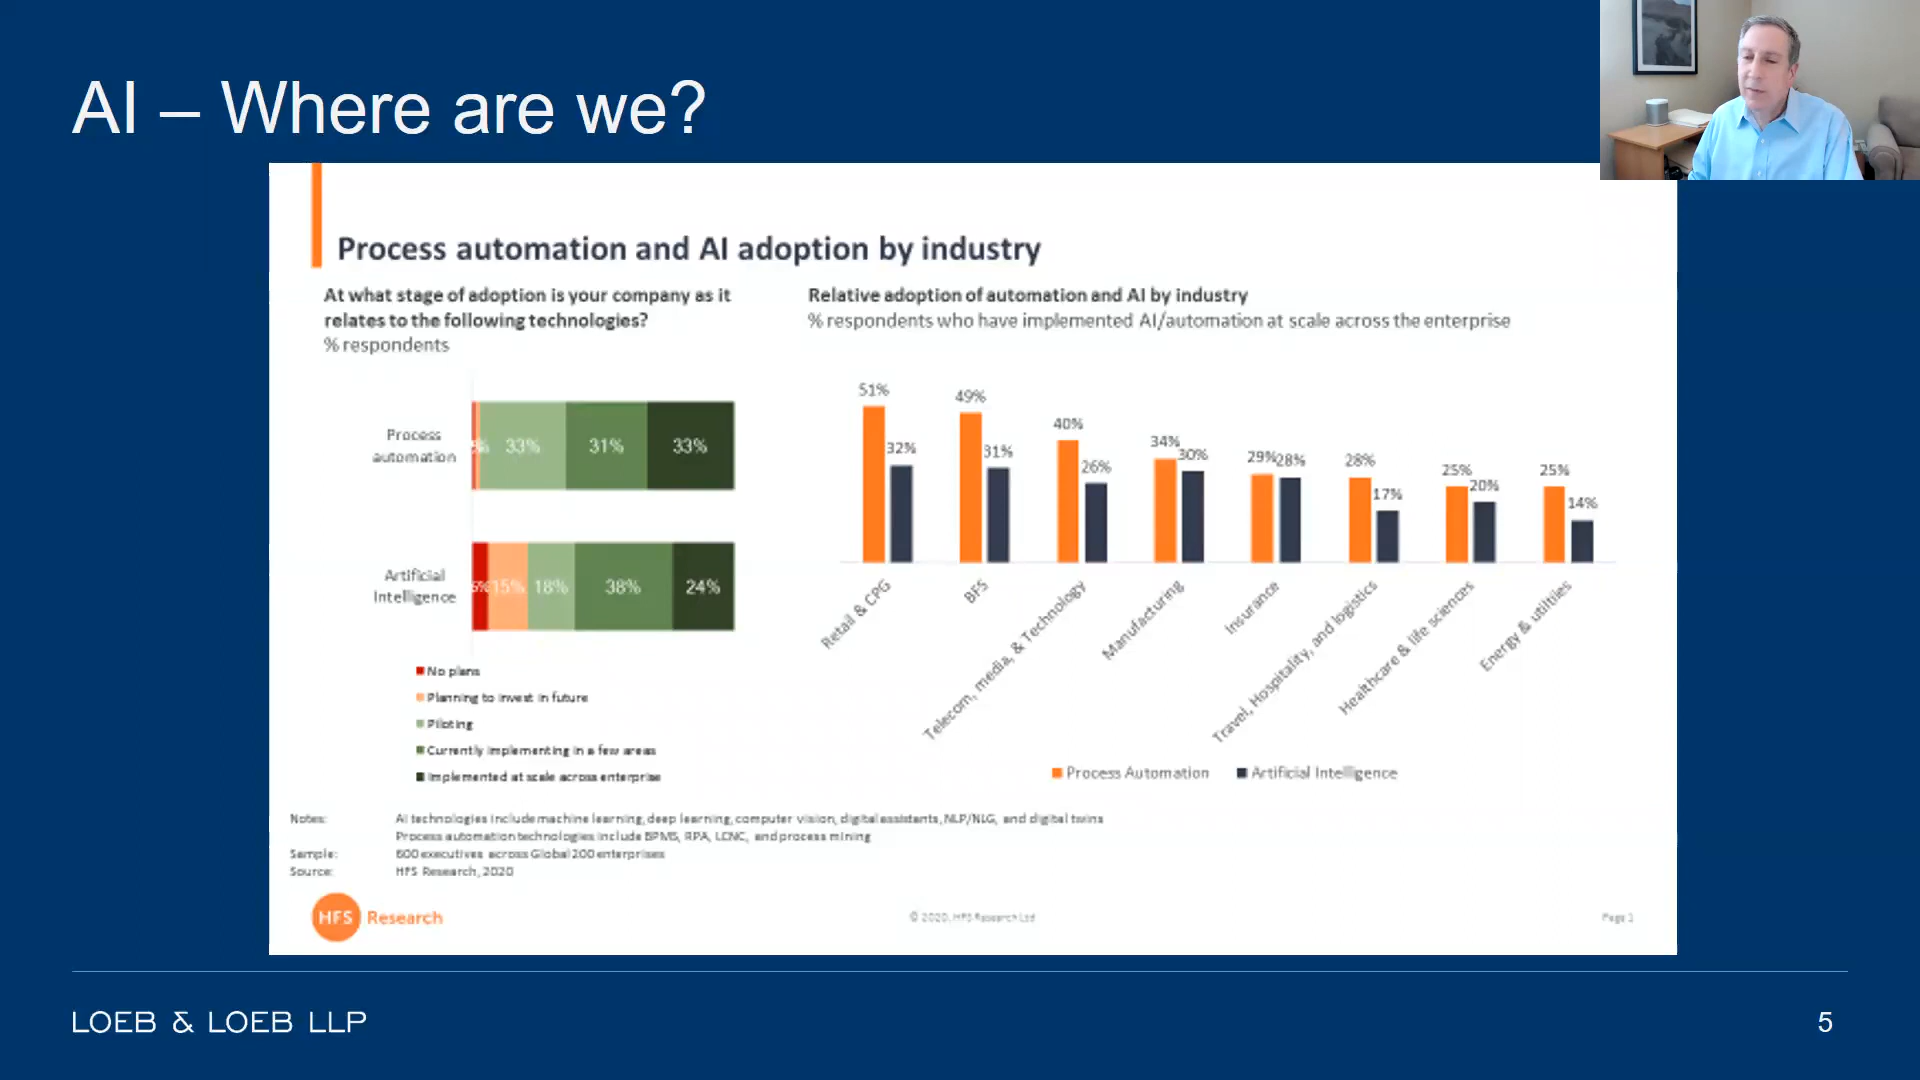 AI – Where are we?
Process automation and AI adoption by industry
At what stage of adoption is your company as it
relates to the following technologies?
% respondents
Process
automation
33%
31%
33%
Artificial
Intelligence
6%
15%
18%
38%
24%
No plans
Planning to invest in future
Piloting
Currently implementing in a few areas
Implemented at scale across enterprise
Relative adoption of automation and AI by industry
% respondents who have implemented AI/automation at scale across the enterprise
51%
32%
49%
31%
40%
26%
34%
30%
29%
28%
28%
17%
25%
20%
25%
14%
Retail & CPG
BFS
Telecom, media, & Technology
Manufacturing
Insurance
Travel, Hospitality, and logistics
Healthcare & life sciences
Energy & utilities
Process Automation
Artificial Intelligence
Notes: AI technologies include machine learning, deep learning, computer vision, digital assistants, NLP/NLG, and digital twins
Process automation technologies include BPMS, RPA, LCNC, and process mining
Sample: 600 executives across Global 200 enterprises
Source: HFS Research, 2020
HFS Research
© 2020, HFS Research Ltd
Page 1
LOEB & LOEB LLP
5